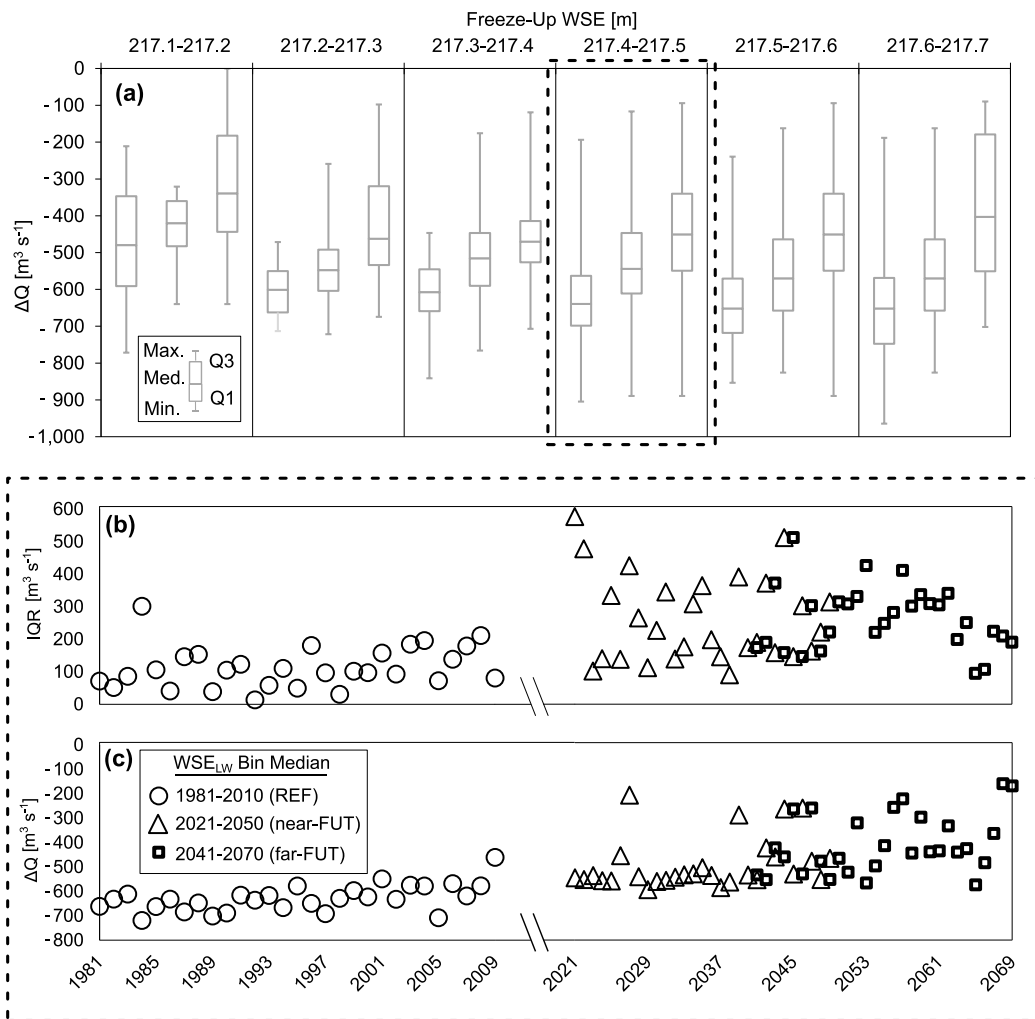 Freeze-Up WSE [m]
217.1-217.2 217.2-217.3 217.3-217.4 217.4-217.5 217.5-217.6 217.6-217.7
(a)
ΔQ [m³ s⁻¹]
0
- 100
- 200
- 300
- 400
- 500
- 600
- 700
- 800
- 900
- 1,000
Max. Q3
Med.
Min. Q1
(b)
IQR [m³ s⁻¹]
600
500
400
300
200
100
0
(c)
ΔQ [m³ s⁻¹]
0
- 100
- 200
- 300
- 400
- 500
- 600
- 700
- 800
WSE_LW Bin Median
1981-2010 (REF)
2021-2050 (near-FUT)
2041-2070 (far-FUT)
1981 1985 1989 1993 1997 2001 2005 2009 2021 2029 2037 2045 2053 2061 2069